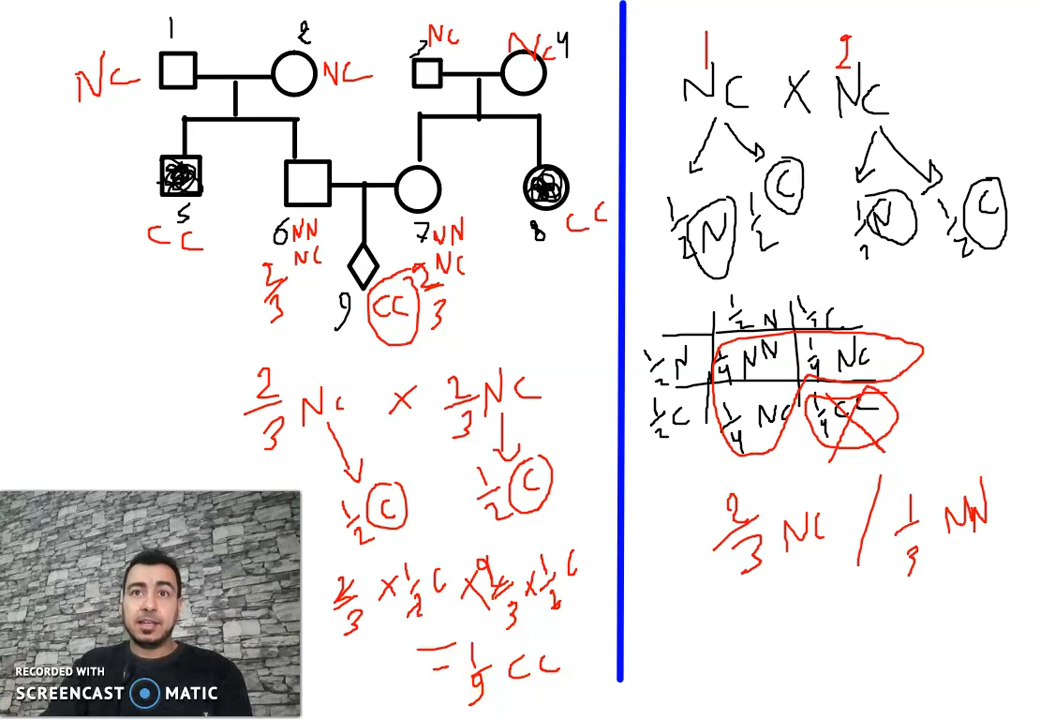 1
2
NC
4
NC
NC
NC
5
CC
6
NN
NC
2/3
7
NN
NC
2/3
8
CC
9
CC
2/3 NC X 2/3 NC
1/2 C
1/2 C
2/3 X 1/2 C X 2/3 X 1/2 C
= 1/9 CC
1
2
NC X NC
1/2 N
1/2 C
1/2 N
1/2 C
1/2 N
1/2 C
1/2 N
1/4 NN
1/4 NC
1/2 C
1/4 NC
1/4 CC
2/3 NC / 1/3 NN
RECORDED WITH
SCREENCAST MATIC